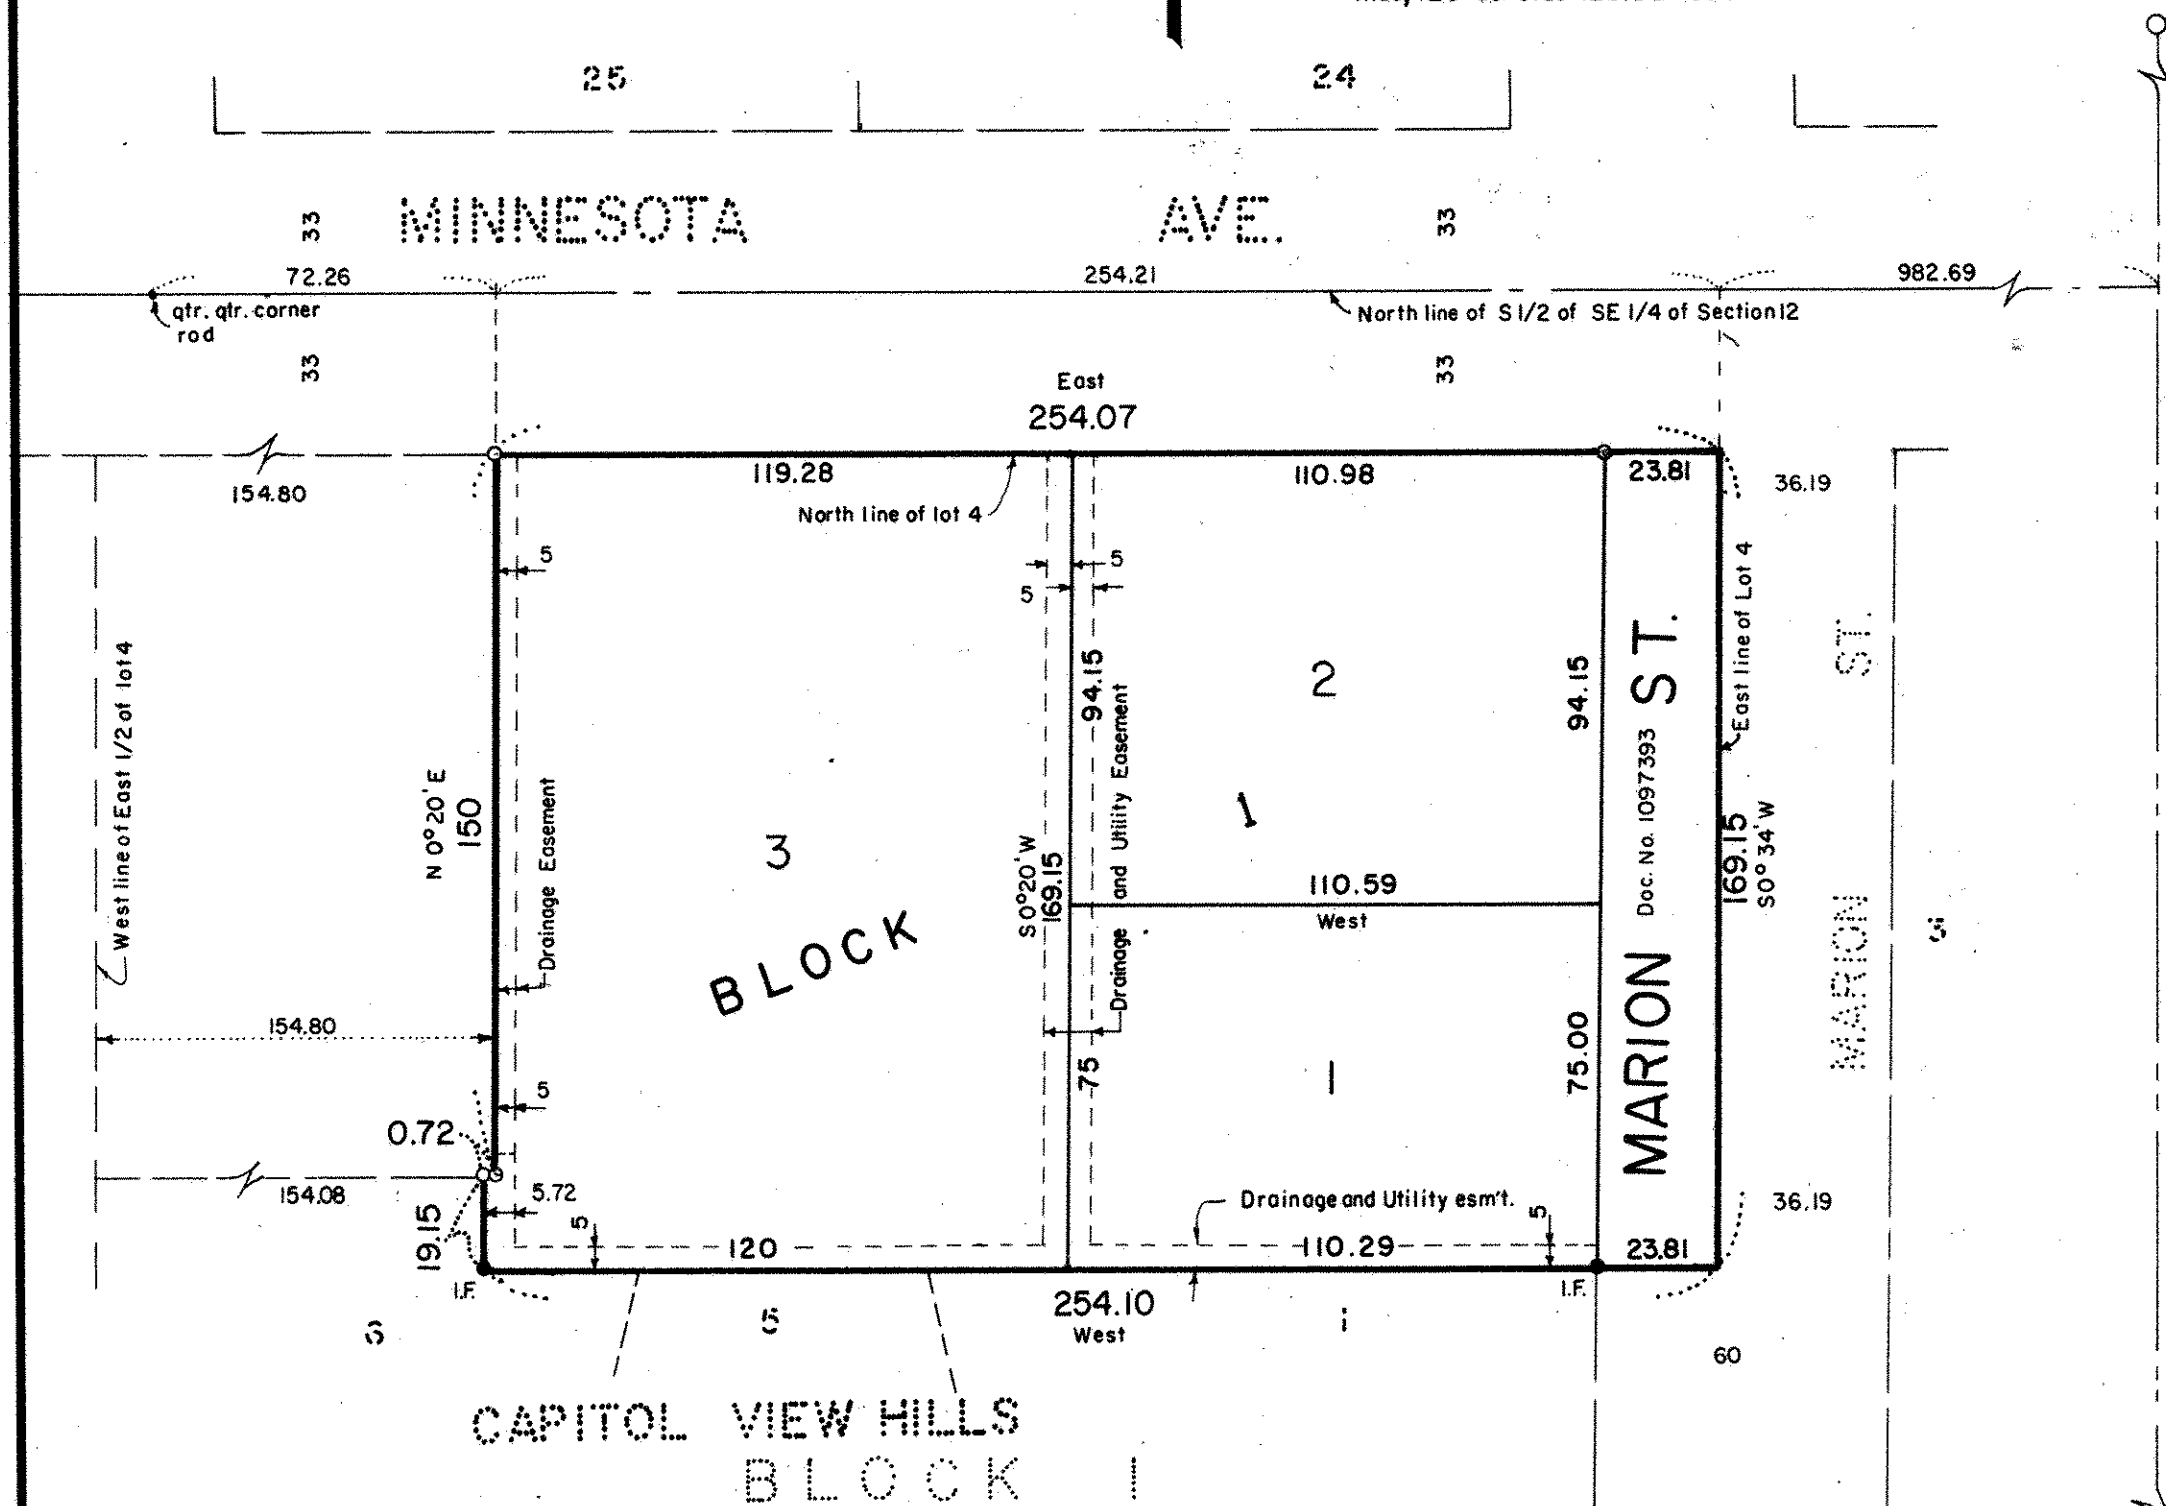 25
24
MINNESOTA AVE.
33
33
72.26
254.21
982.69
qtr. qtr. corner
rod
North line of S 1/2 of SE 1/4 of Section 12
33
33
East
254.07
154.80
119.28
110.98
23.81
36.19
North line of lot 4
5
5
5
West line of East 1/2 of lot 4
N 0° 20' E
150
Drainage Easement
3
S 0° 20' W
169.15
94.15
Drainage and Utility Easement
2
94.15
East line of Lot 4
ST.
MARION ST.
Doc. No. 1097393
169.15
S 0° 34' W
MARION
BLOCK
1
110.59
West
154.80
5
75
1
75.00
0.72
154.08
5.72
19.15
5
120
Drainage and Utility esm't.
5
110.29
23.81
36.19
I.F.
I.F.
254.10
West
6
5
1
60
CAPITOL VIEW HILLS
BLOCK 1